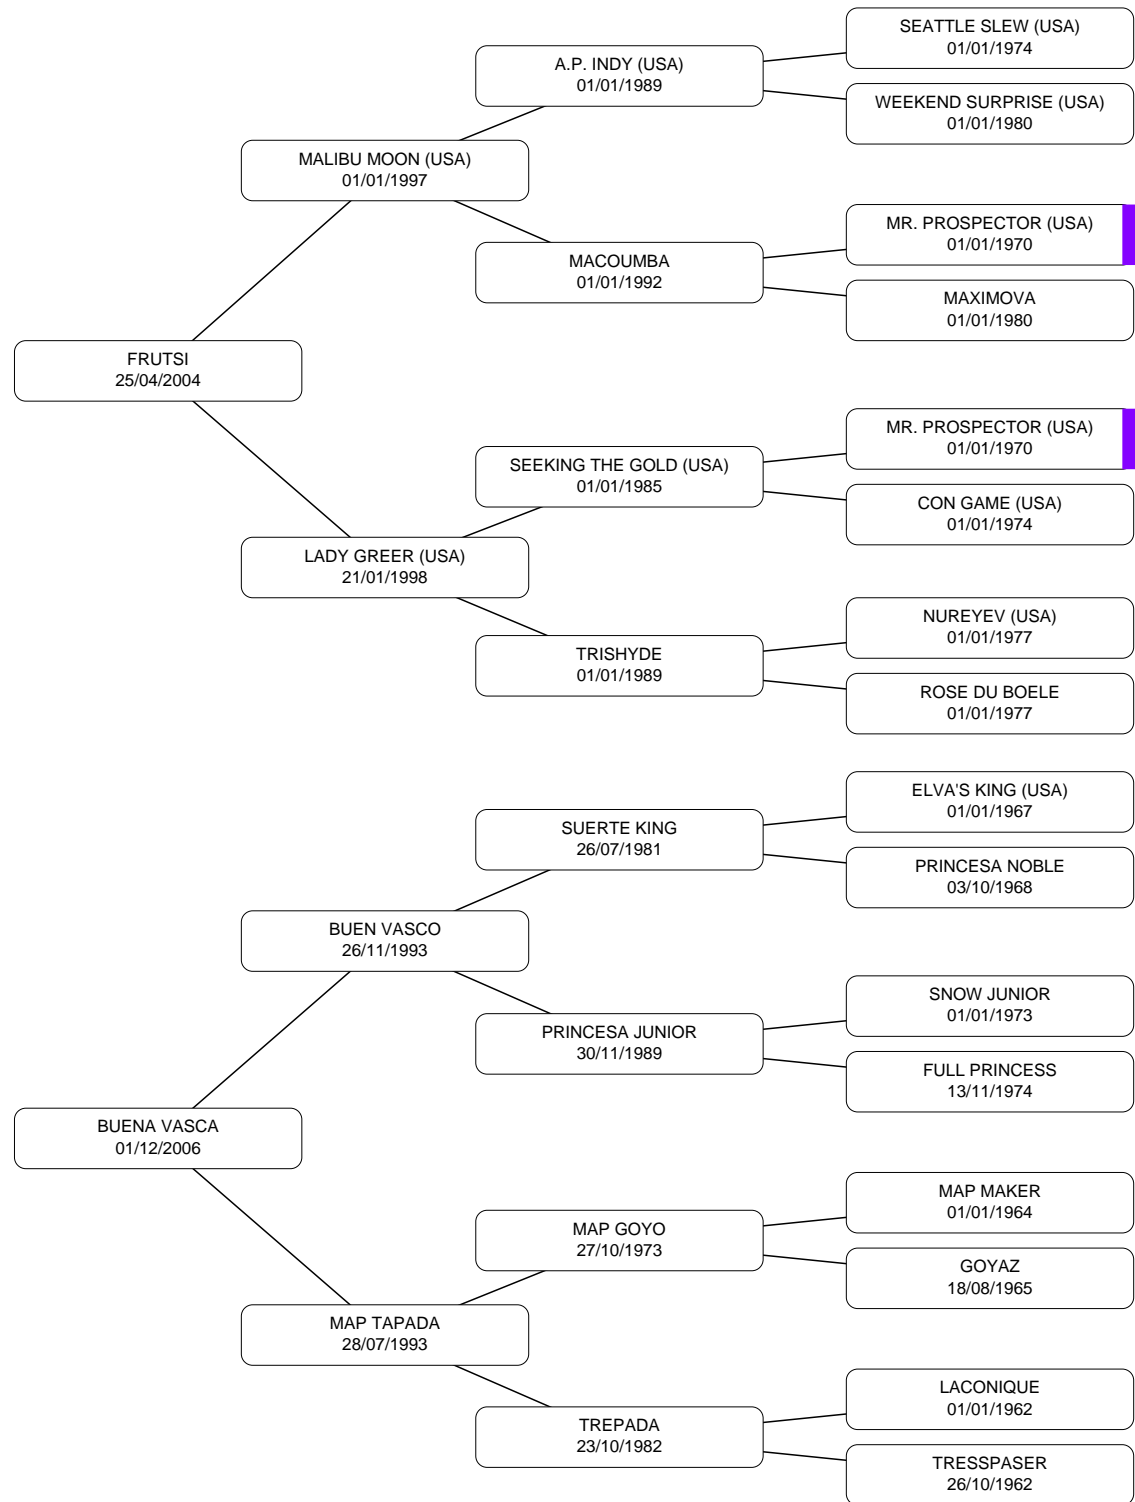 SEATTLE SLEW (USA)
01/01/1974
A.P. INDY (USA)
01/01/1989
WEEKEND SURPRISE (USA)
01/01/1980
MALIBU MOON (USA)
01/01/1997
MR. PROSPECTOR (USA)
01/01/1970
MACOUMBA
01/01/1992
MAXIMOVA
01/01/1980
FRUTSI
25/04/2004
MR. PROSPECTOR (USA)
01/01/1970
SEEKING THE GOLD (USA)
01/01/1985
CON GAME (USA)
01/01/1974
LADY GREER (USA)
21/01/1998
NUREYEV (USA)
01/01/1977
TRISHYDE
01/01/1989
ROSE DU BOELE
01/01/1977
ELVA'S KING (USA)
01/01/1967
SUERTE KING
26/07/1981
PRINCESA NOBLE
03/10/1968
BUEN VASCO
26/11/1993
SNOW JUNIOR
01/01/1973
PRINCESA JUNIOR
30/11/1989
FULL PRINCESS
13/11/1974
BUENA VASCA
01/12/2006
MAP MAKER
01/01/1964
MAP GOYO
27/10/1973
GOYAZ
18/08/1965
MAP TAPADA
28/07/1993
LACONIQUE
01/01/1962
TREPADA
23/10/1982
TRESSPASER
26/10/1962